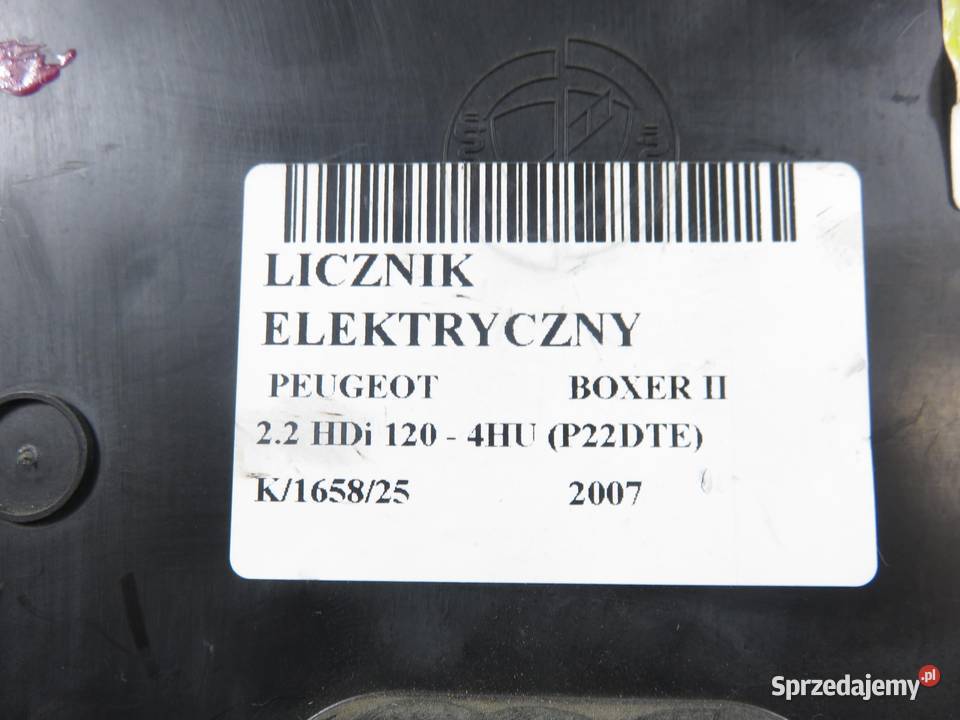 LICZNIK
ELEKTRYCZNY
PEUGEOT BOXER II
2.2 HDi 120 - 4HU (P22DTE)
K/1658/25 2007
Sprzedajemy.pl